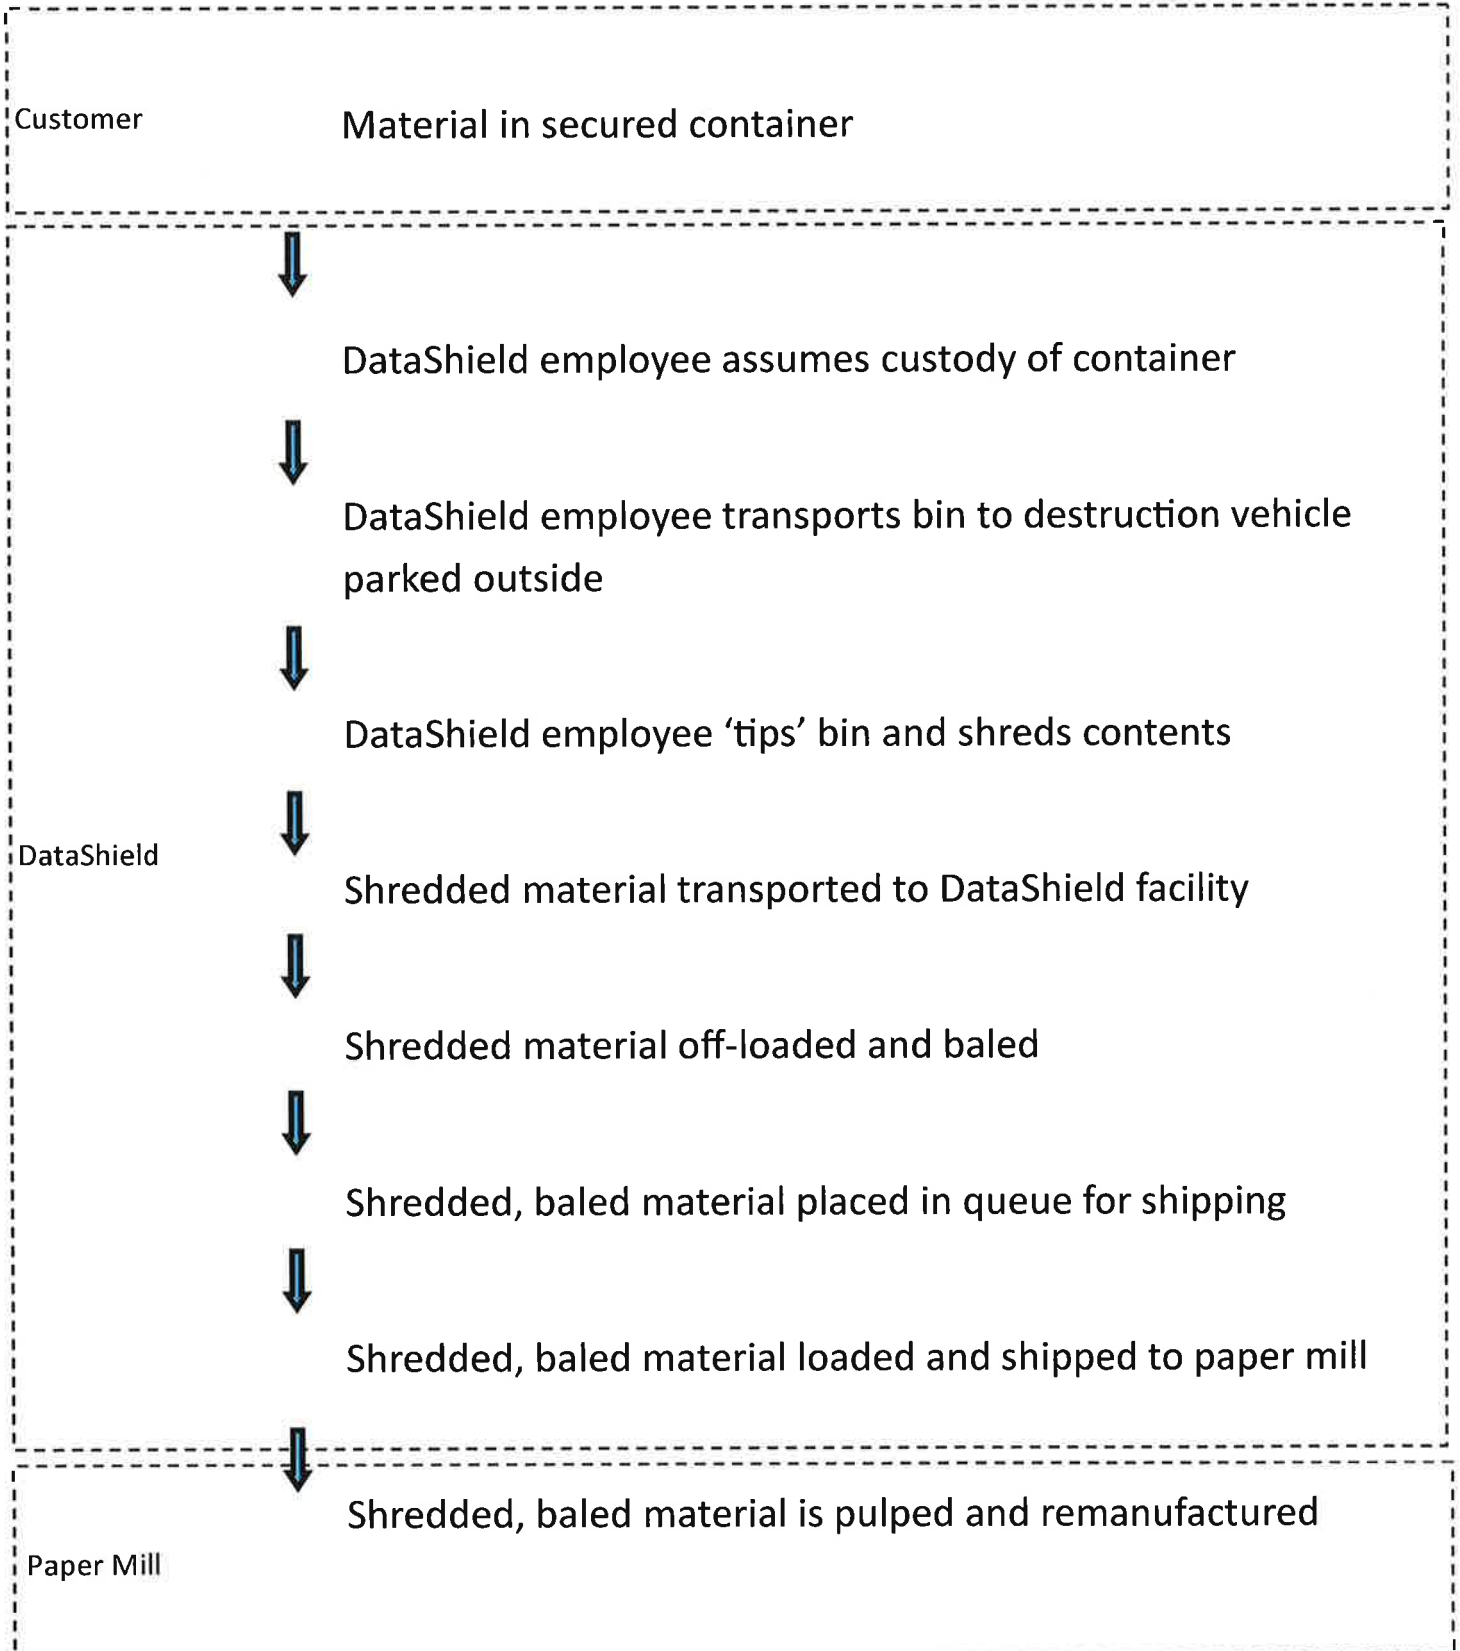 Customer
Material in secured container
DataShield employee assumes custody of container
DataShield employee transports bin to destruction vehicle
parked outside
DataShield employee ‘tips’ bin and shreds contents
DataShield
Shredded material transported to DataShield facility
Shredded material off-loaded and baled
Shredded, baled material placed in queue for shipping
Shredded, baled material loaded and shipped to paper mill
Shredded, baled material is pulped and remanufactured
Paper Mill